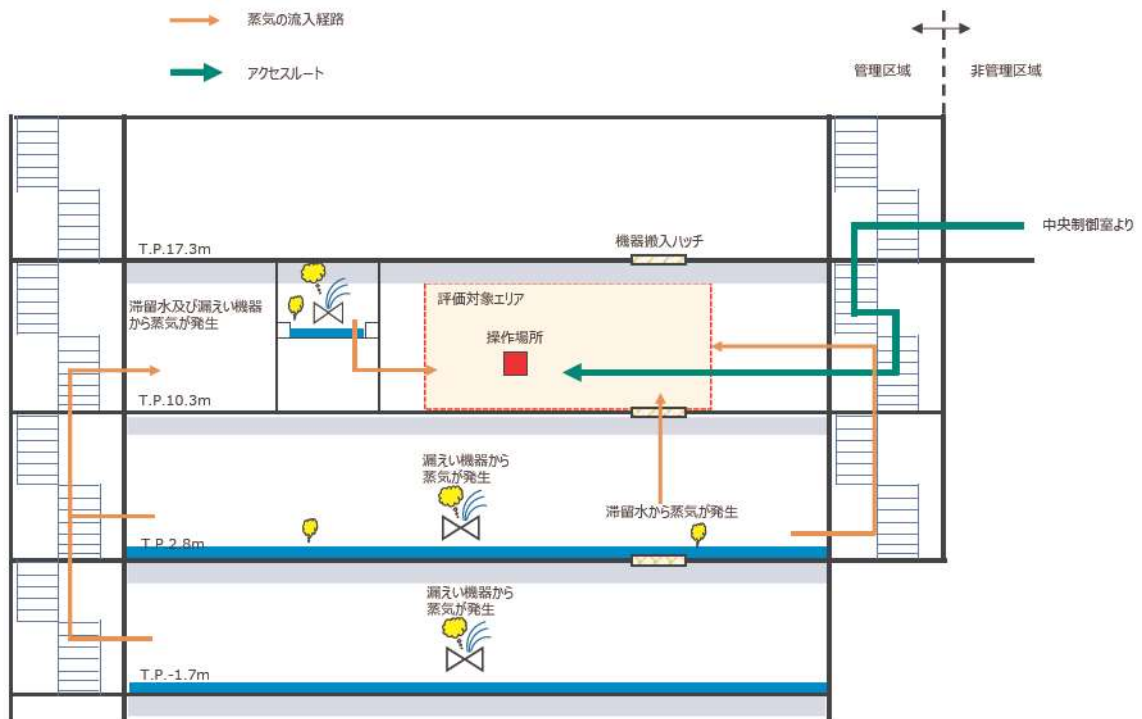 蒸気の流入経路
アクセスルート
管理区域
非管理区域
中央制御室より
T.P.17.3m
機器搬入ハッチ
滞留水及び漏えい機器
から蒸気が発生
評価対象エリア
操作場所
T.P.10.3m
漏えい機器から
蒸気が発生
滞留水から蒸気が発生
T.P.2.8m
漏えい機器から
蒸気が発生
T.P.-1.7m